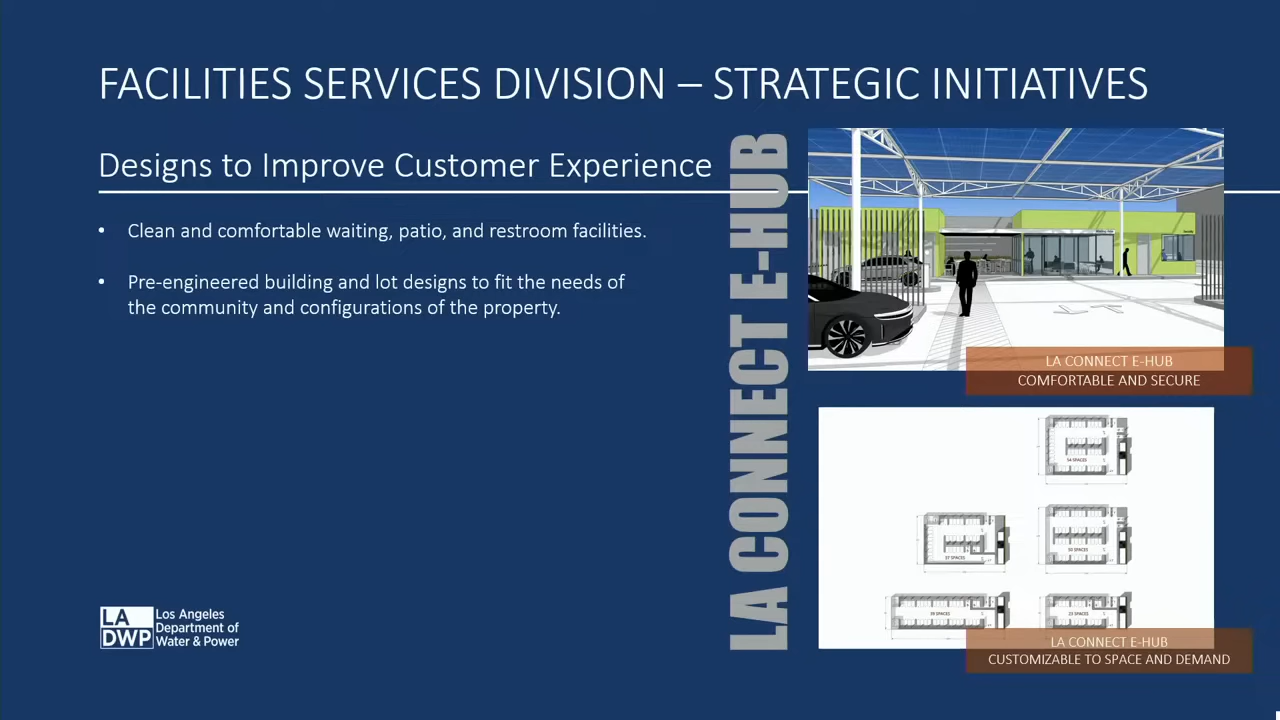 FACILITIES SERVICES DIVISION – STRATEGIC INITIATIVES
Designs to Improve Customer Experience
• Clean and comfortable waiting, patio, and restroom facilities.
• Pre-engineered building and lot designs to fit the needs of
the community and configurations of the property.
LA CONNECT E-HUB
LA CONNECT E-HUB
COMFORTABLE AND SECURE
LA CONNECT E-HUB
CUSTOMIZABLE TO SPACE AND DEMAND
LA
DWP
Los Angeles
Department of
Water & Power